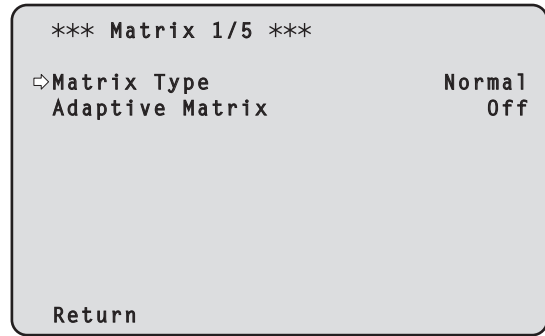 *** Matrix 1/5 ***
⇨Matrix Type Normal
Adaptive Matrix Off
Return